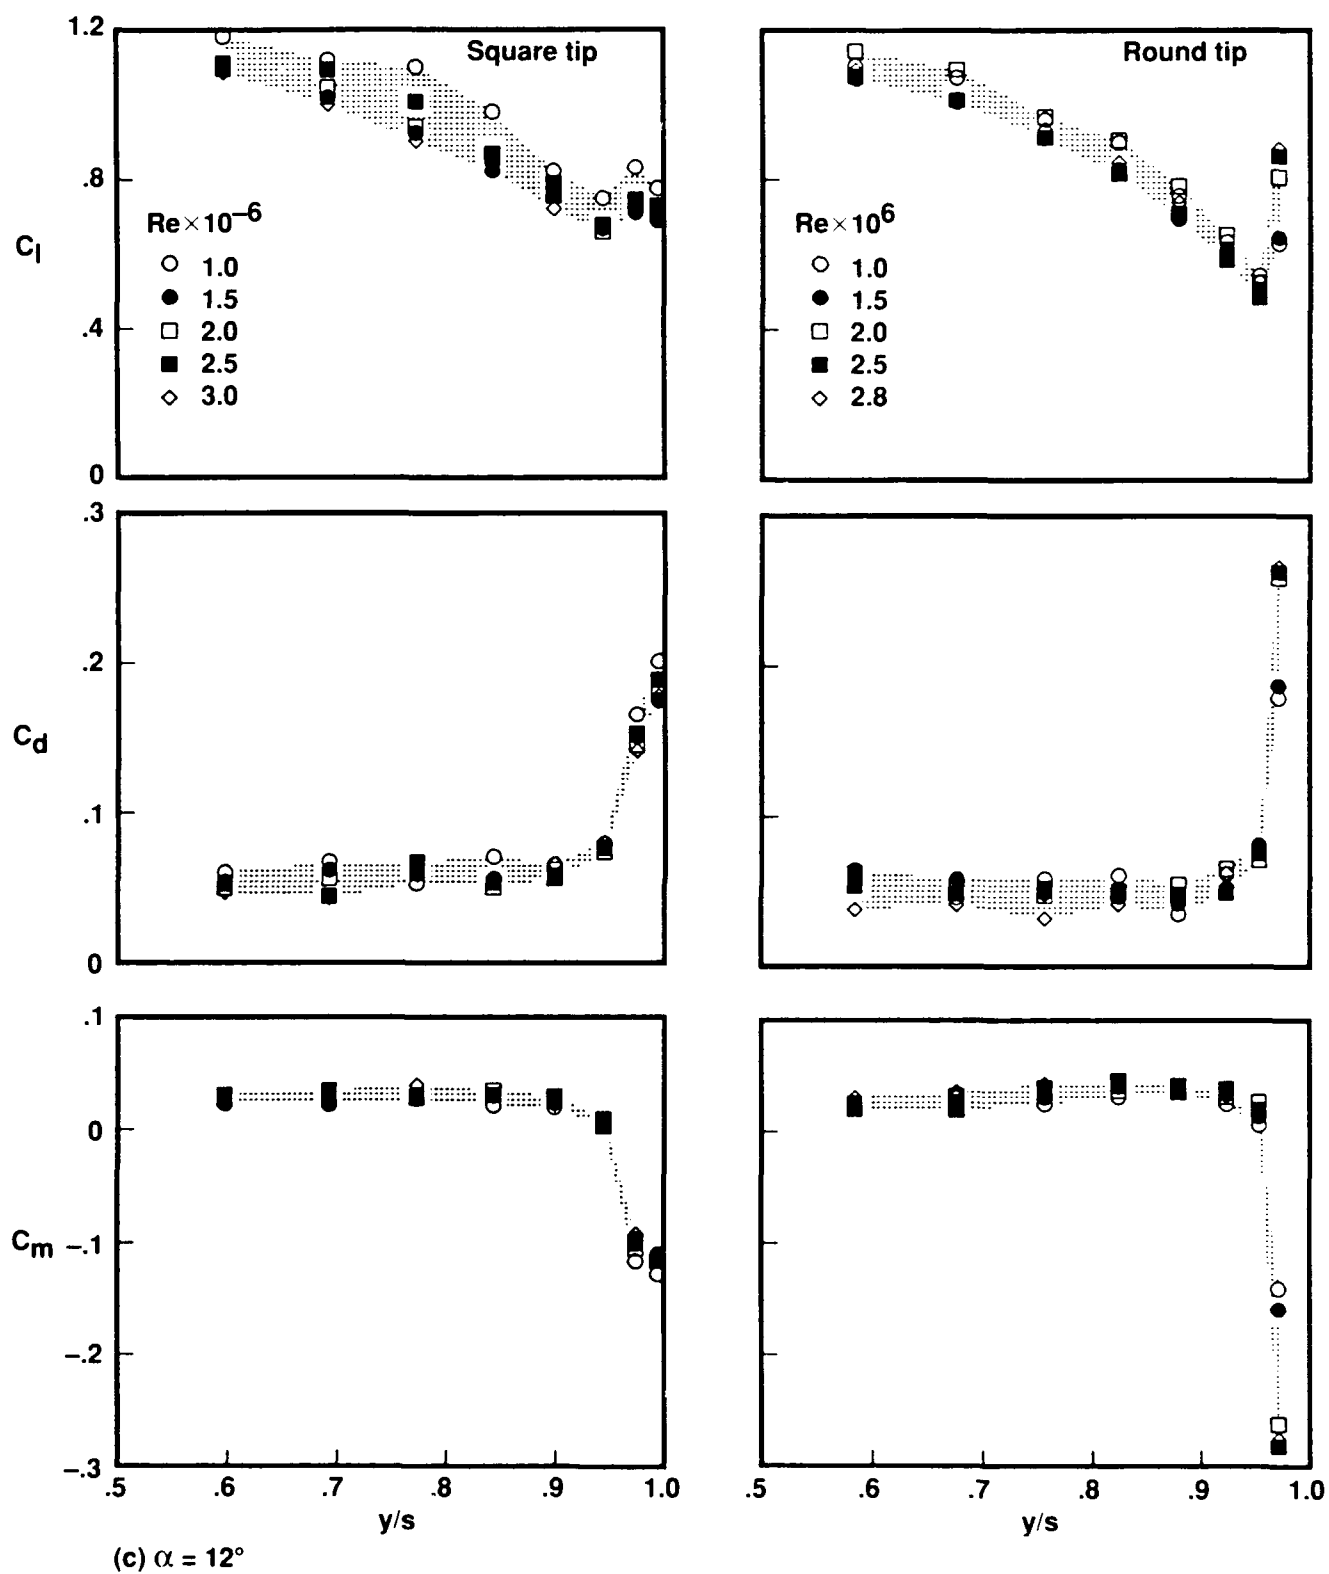 1.2
Square tip
.8
Re×10−6
C_l
1.0
1.5
2.0
.4
2.5
3.0
0
Round tip
Re×10^6
1.0
1.5
2.0
2.5
2.8
.3
.2
C_d
.1
0
.1
0
C_m
−.1
−.2
−.3
.5 .6 .7 .8 .9 1.0
y/s
.5 .6 .7 .8 .9 1.0
y/s
(c) α = 12°